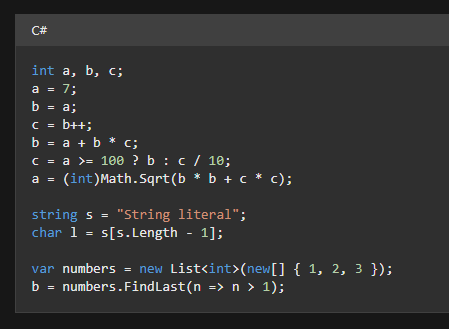 C#
int a, b, c;
a = 7;
b = a;
c = b++;
b = a + b * c;
c = a >= 100 ? b : c / 10;
a = (int)Math.Sqrt(b * b + c * c);
string s = "String literal";
char l = s[s.Length - 1];
var numbers = new List<int>(new[] { 1, 2, 3 });
b = numbers.FindLast(n => n > 1);